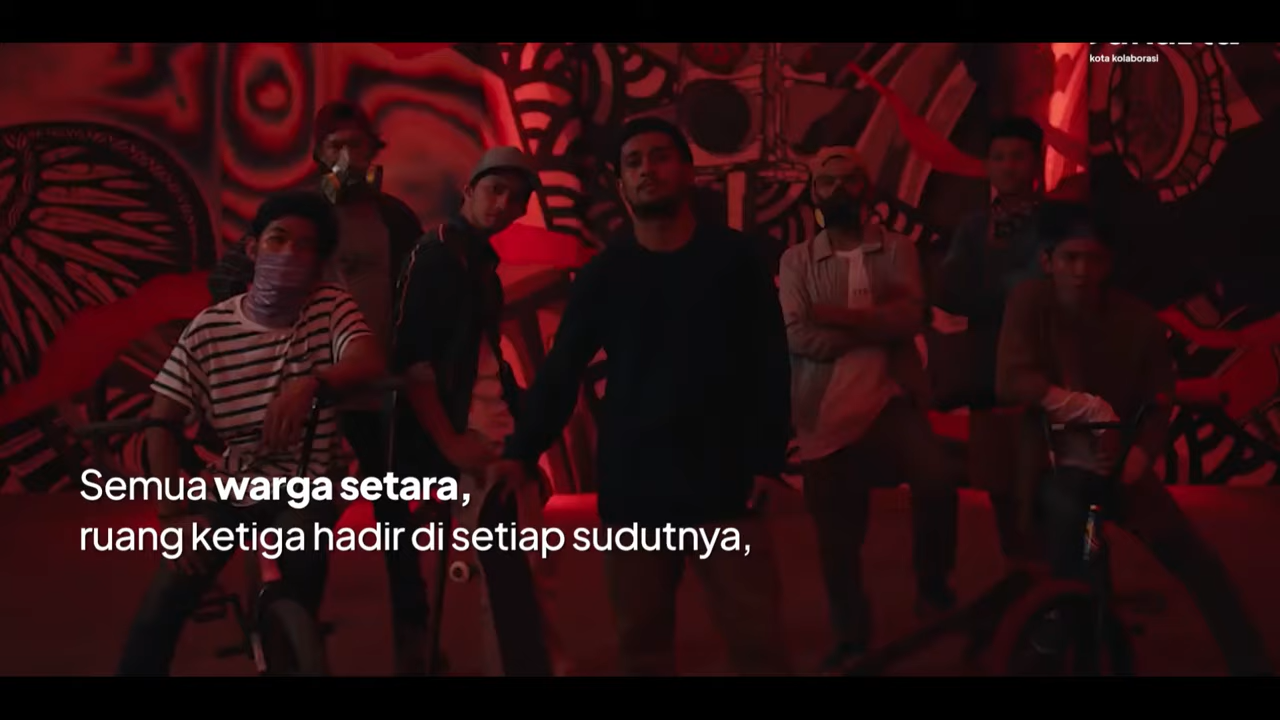 kota kolaborasi
Semua warga setara,
ruang ketiga hadir di setiap sudutnya,